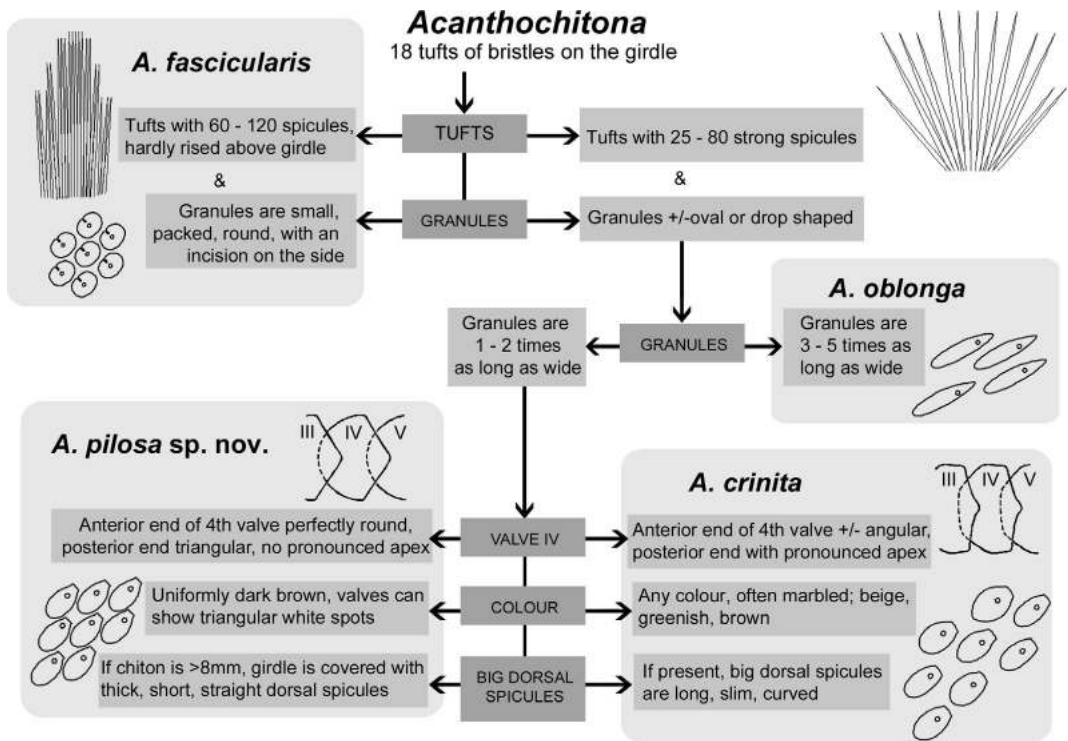 Acanthochitona
18 tufts of bristles on the girdle
A. fascicularis
Tufts with 60 - 120 spicules,
hardly rised above girdle
TUFTS
Tufts with 25 - 80 strong spicules
&
&
Granules are small,
packed, round, with an
incision on the side
GRANULES
Granules +/-oval or drop shaped
A. oblonga
Granules are
1 - 2 times
as long as wide
GRANULES
Granules are
3 - 5 times as
long as wide
A. pilosa sp. nov.
III IV V
A. crinita
III IV V
Anterior end of 4th valve perfectly round,
posterior end triangular, no pronounced apex
VALVE IV
Anterior end of 4th valve +/- angular,
posterior end with pronounced apex
Uniformly dark brown, valves can
show triangular white spots
COLOUR
Any colour, often marbled; beige,
greenish, brown
If chiton is >8mm, girdle is covered with
thick, short, straight dorsal spicules
BIG DORSAL
SPICULES
If present, big dorsal spicules
are long, slim, curved